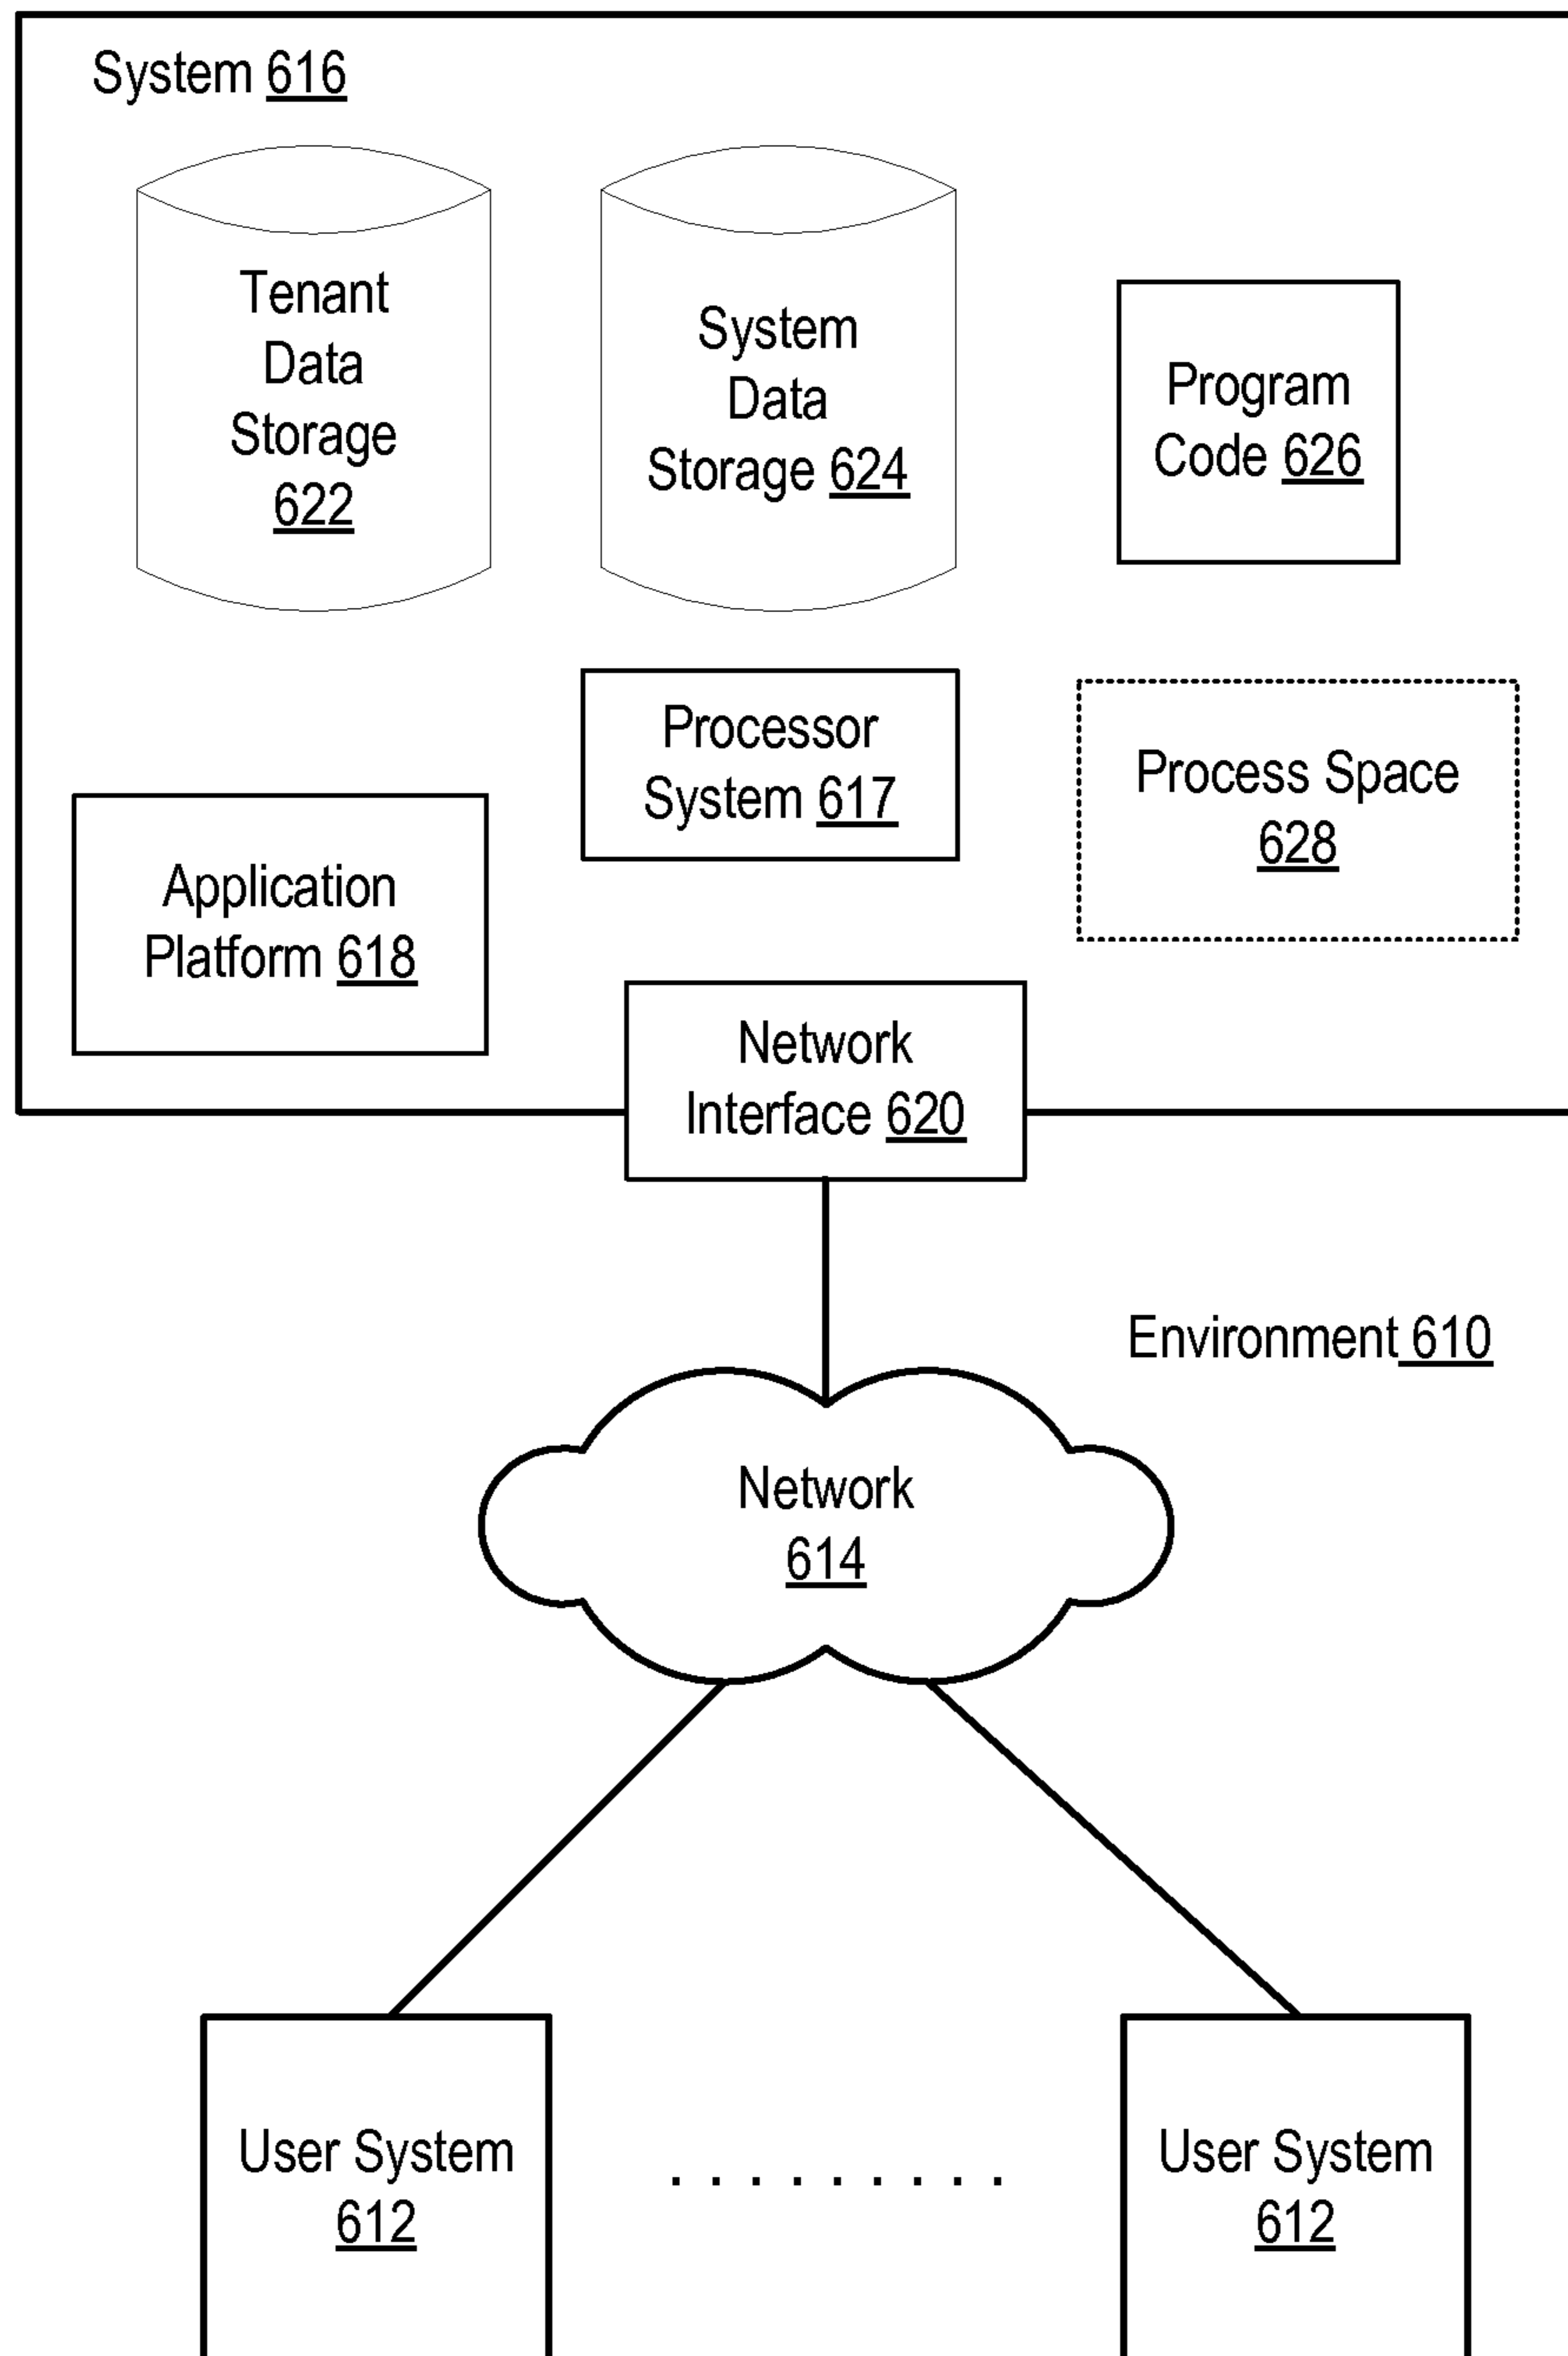 System 616
Tenant
Data
Storage
622
System
Data
Storage 624
Program
Code 626
Processor
System 617
Process Space
628
Application
Platform 618
Network
Interface 620
Environment 610
Network
614
User System
612
. . . . . . . . .
User System
612